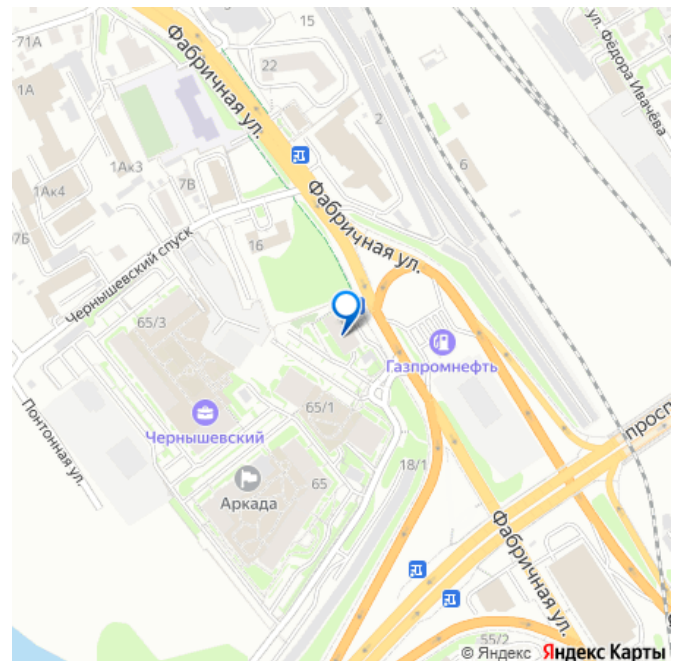 71А
15
ул. Фёдора Ивачёва
22
1А
Фабричная ул.
2
1Ак3
7В
6
1Ак4
Фабричная ул.
97Б
16
Чернышевский спуск
65/3
Газпромнефть
65/1
Чернышевский
просп
Понтонная ул.
18/1
65
Аркада
Фабричная ул.
55/2
© Яндекс Яндекс Карты